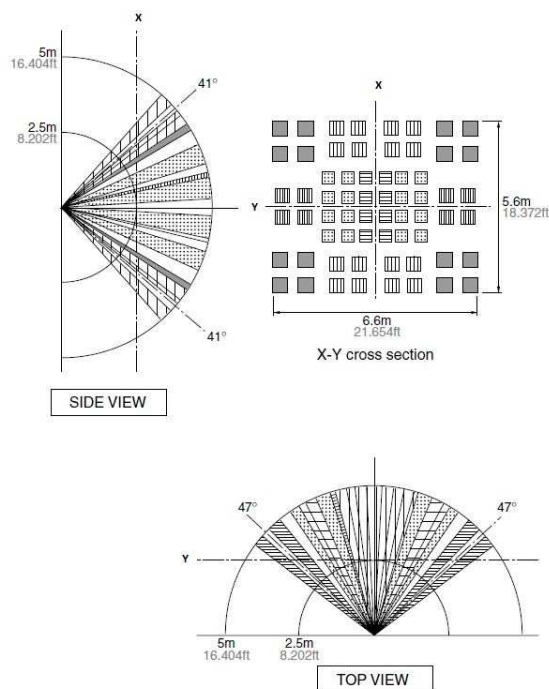 X
5m
16.404ft
41°
2.5m
8.202ft
X
Y
5.6m
18.372ft
41°
6.6m
21.654ft
X-Y cross section
SIDE VIEW
47°
47°
Y
5m
16.404ft
2.5m
8.202ft
TOP VIEW